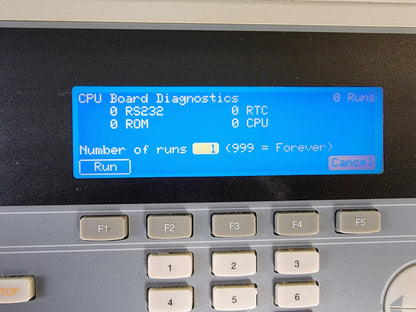 CPU Board Diagnostics 0 Runs
0 RS232 0 RTC
0 ROM 0 CPU
Number of runs 1 (999 = Forever)
Run Cancel
F1 F2 F3 F4 F5
1 2 3
4 5 6